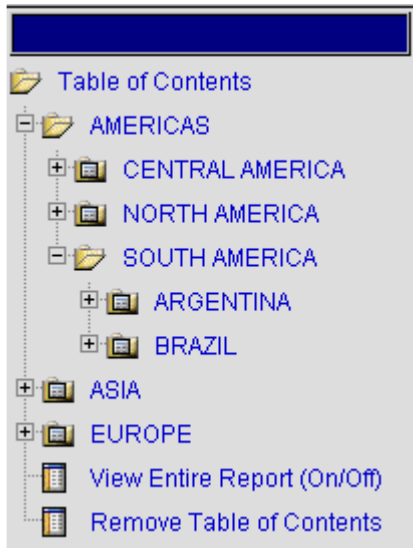 Table of Contents
AMERICAS
CENTRAL AMERICA
NORTH AMERICA
SOUTH AMERICA
ARGENTINA
BRAZIL
ASIA
EUROPE
View Entire Report (On/Off)
Remove Table of Contents